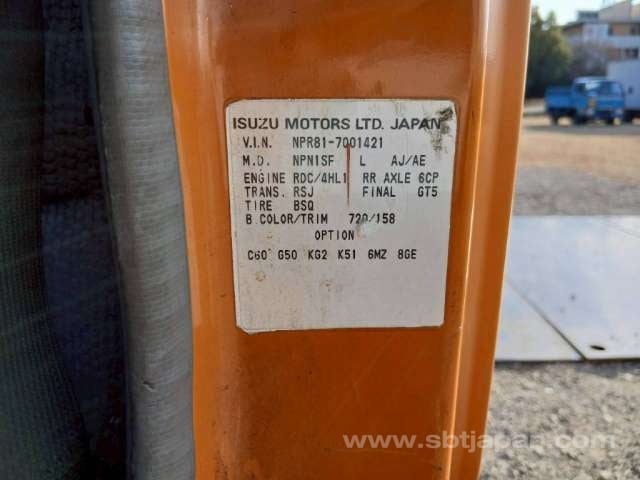 ISUZU MOTORS LTD. JAPAN
V.I.N. NPR81-7001421
M.D. NPN1SF L AJ/AE
ENGINE RDC/4HL1 RR AXLE 6CP
TRANS. RSJ FINAL GT5
TIRE BSQ
B COLOR/TRIM 729/158
OPTION
C60 G50 KG2 K51 6MZ 8GE
www.sbtjapan.com